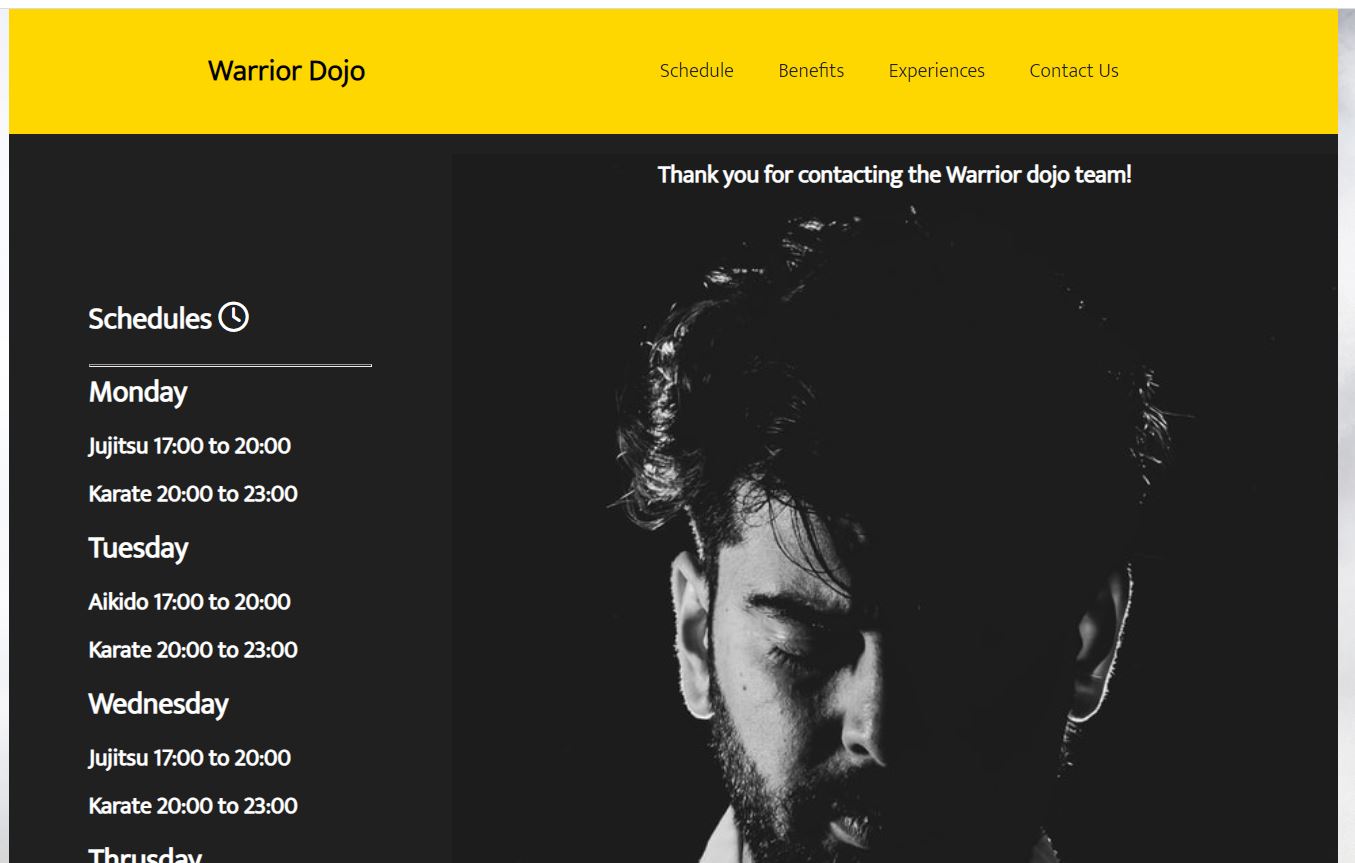 Warrior Dojo
Schedule Benefits Experiences Contact Us
Thank you for contacting the Warrior dojo team!
Schedules
Monday
Jujitsu 17:00 to 20:00
Karate 20:00 to 23:00
Tuesday
Aikido 17:00 to 20:00
Karate 20:00 to 23:00
Wednesday
Jujitsu 17:00 to 20:00
Karate 20:00 to 23:00
Thrusday